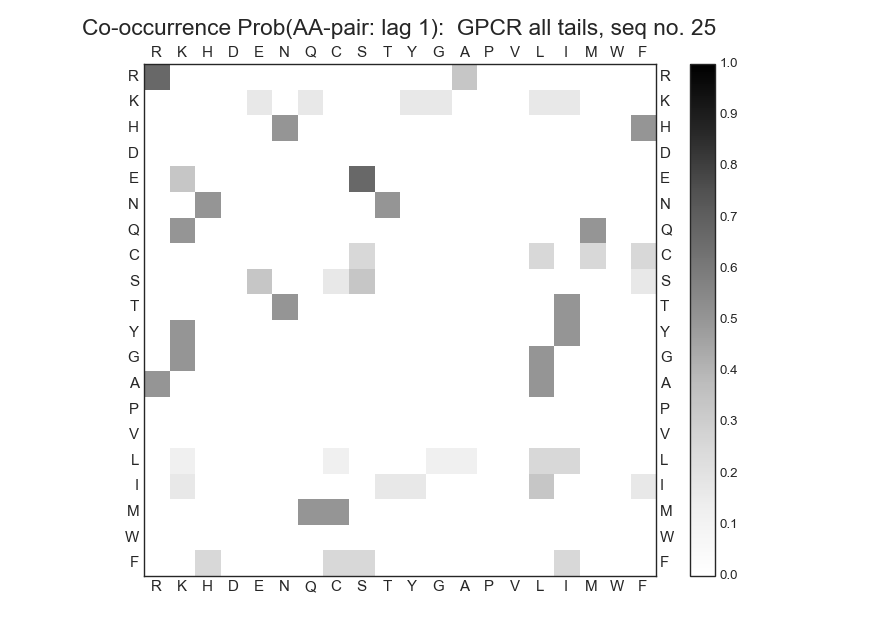 Co-occurrence Prob(AA-pair: lag 1):  GPCR all tails, seq no. 25
R K H D E N Q C S T Y G A P V L I M W F
R R 1.0
K K 0.9
H H
D D 0.8
E E
N N 0.7
Q Q 0.6
C C
S S 0.5
T T
Y Y
G G 0.4
A A
P P 0.3
V V
L L 0.2
I I
M M 0.1
W W
F F 0.0
R K H D E N Q C S T Y G A P V L I M W F